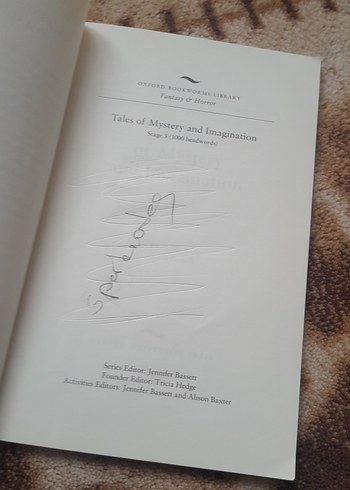 OXFORD BOOKWORMS LIBRARY
Fantasy & Horror
Tales of Mystery and Imagination
Stage 3 (1000 headwords)
Series Editor: Jennifer Bassett
Founder Editor: Tricia Hedge
Activities Editors: Jennifer Bassett and Alison Baxter